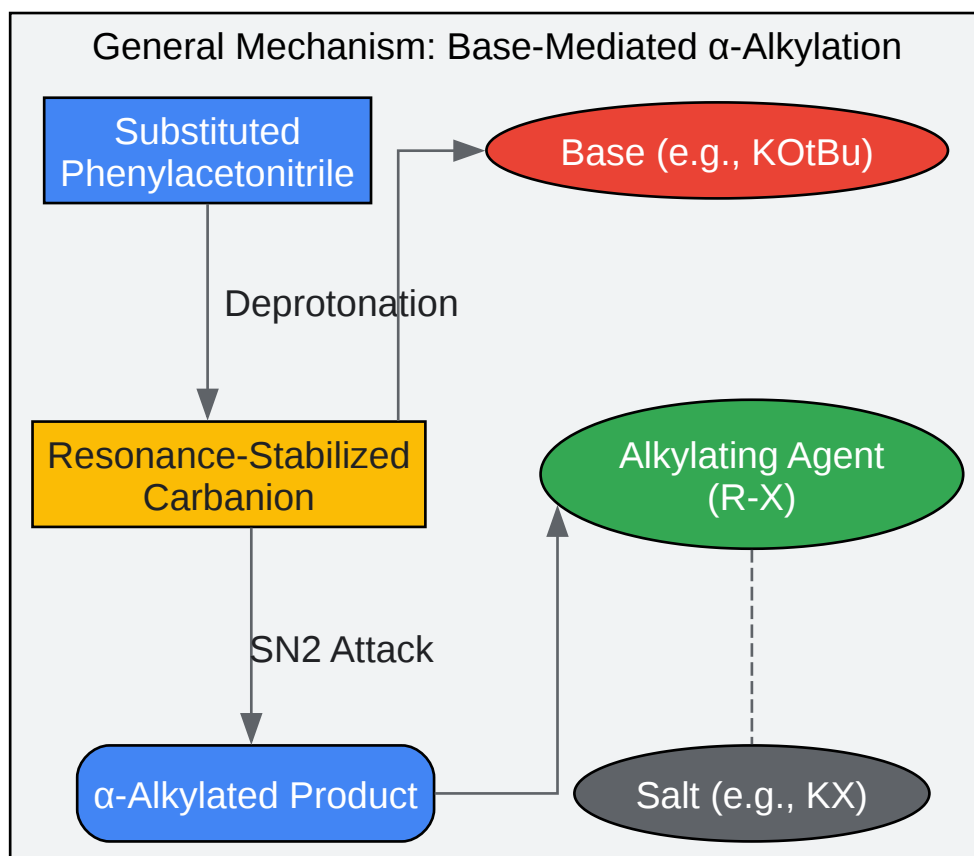 General Mechanism: Base-Mediated α-Alkylation
Substituted
Phenylacetonitrile
Base (e.g., KOtBu)
Deprotonation
Resonance-Stabilized
Carbanion
Alkylating Agent
(R-X)
SN2 Attack
α-Alkylated Product
Salt (e.g., KX)